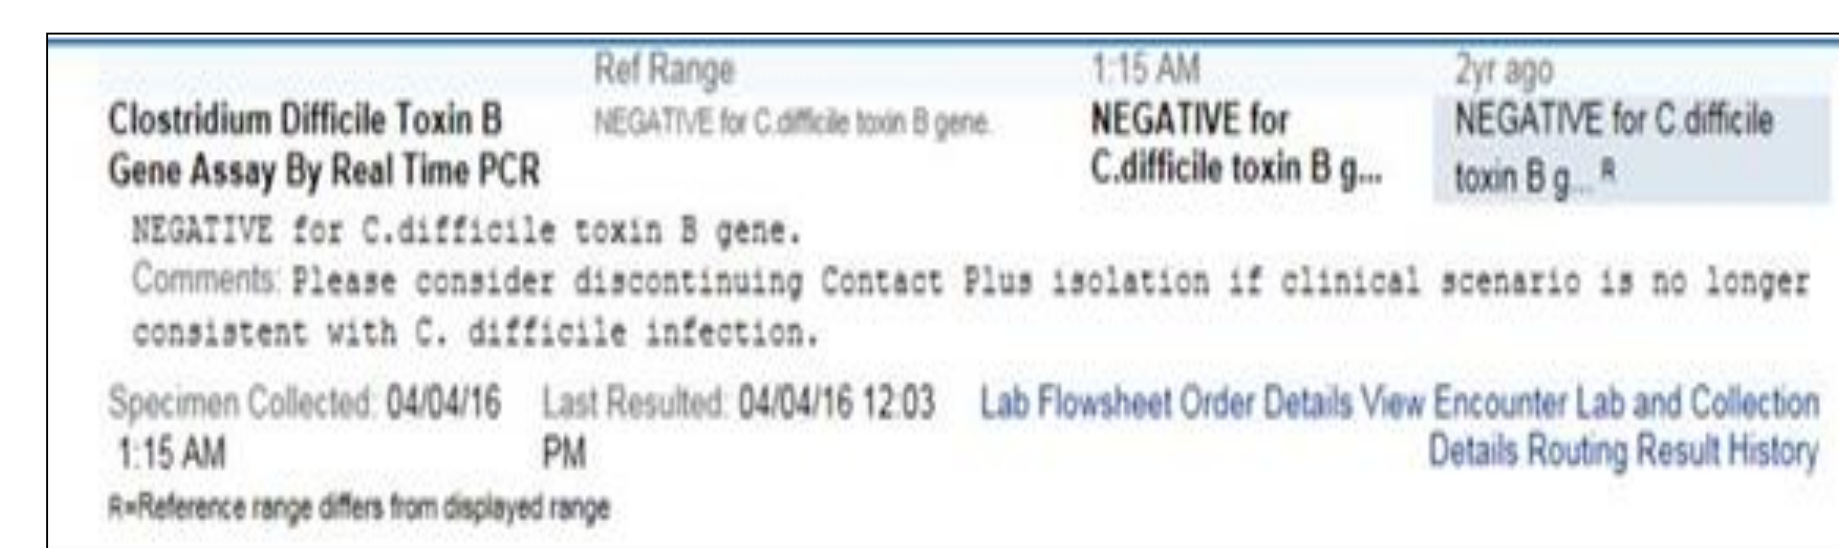 Ref Range 1:15 AM 2yr ago
Clostridium Difficile Toxin B NEGATIVE for C.difficile toxin B gene. NEGATIVE for NEGATIVE for C.difficile
Gene Assay By Real Time PCR C.difficile toxin B g... toxin B g... R
NEGATIVE for C.difficile toxin B gene.
Comments: Please consider discontinuing Contact Plus isolation if clinical scenario is no longer
consistent with C. difficile infection.
Specimen Collected: 04/04/16 Last Resulted: 04/04/16 12:03 Lab Flowsheet Order Details View Encounter Lab and Collection
1:15 AM PM Details Routing Result History
R=Reference range differs from displayed range